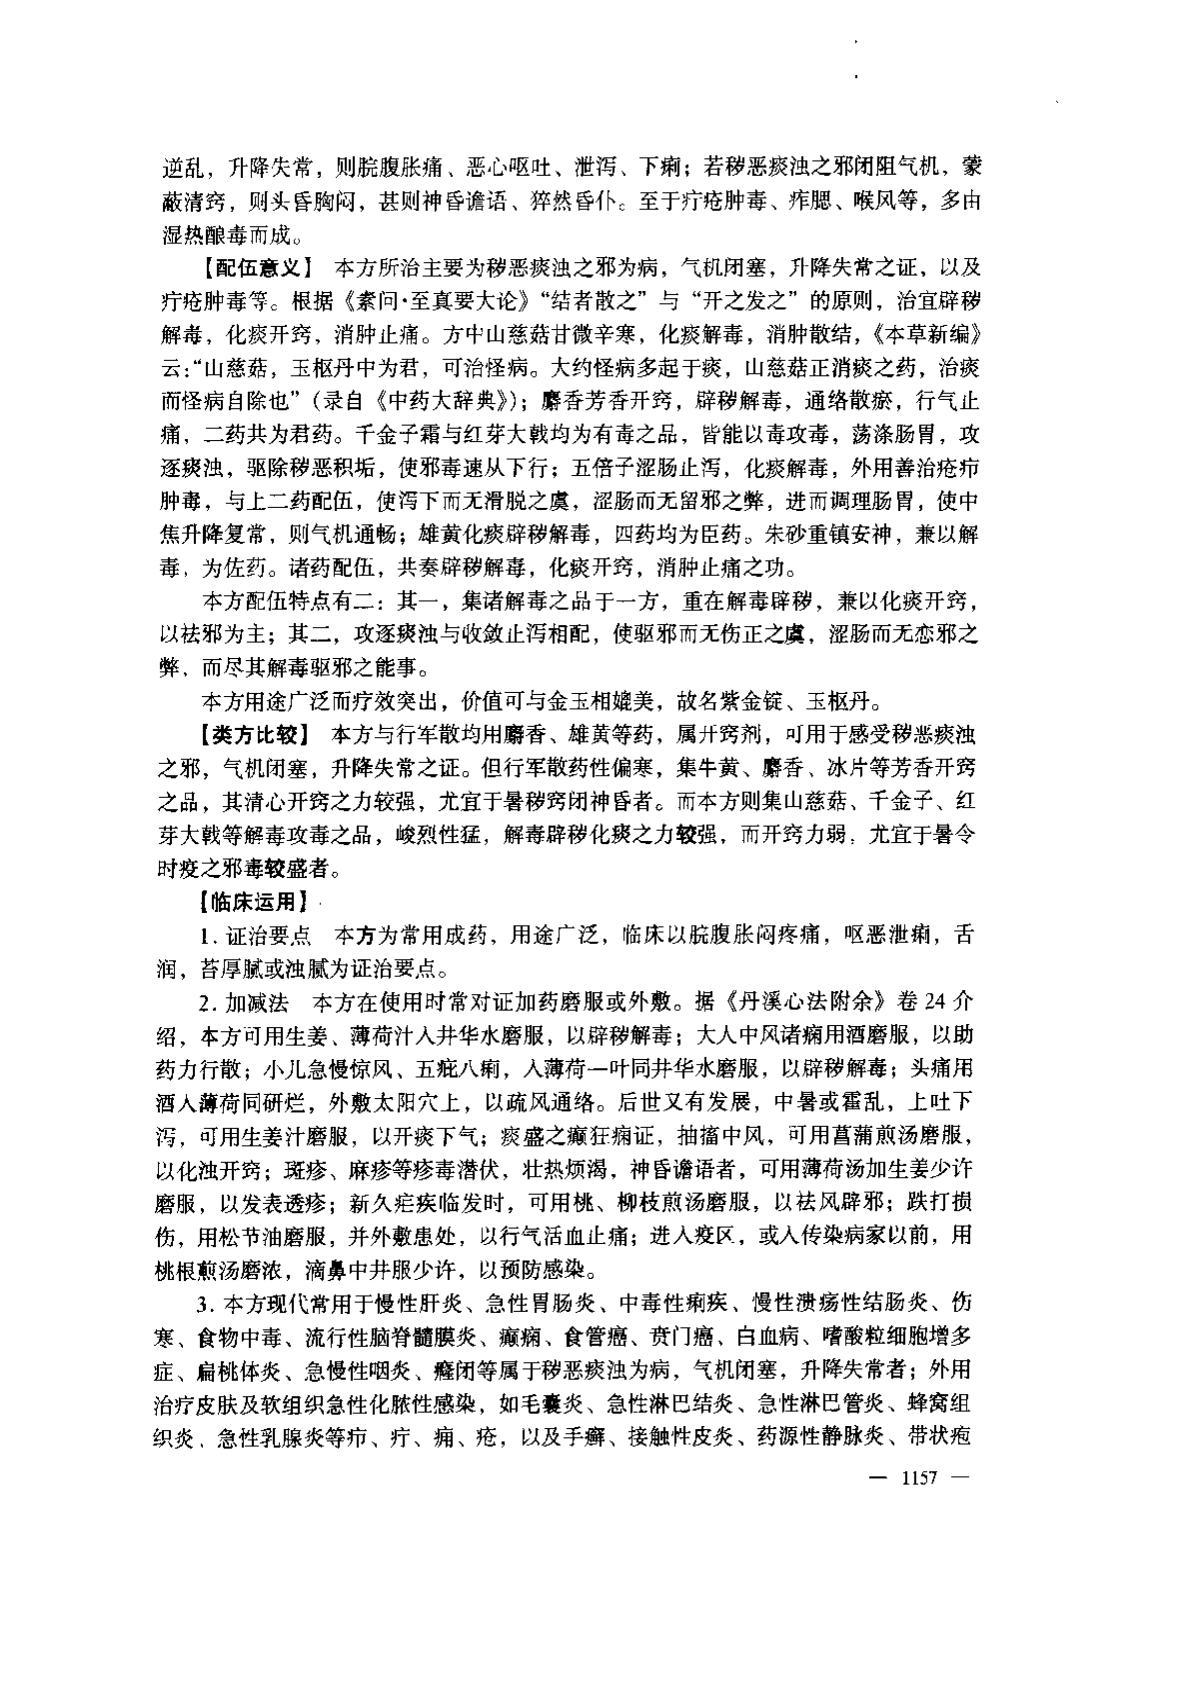 逆乱，升降失常，则脘腹胀痛、恶心呕吐、泄泻、下痢；若秽恶痰浊之邪闭阻气机，蒙
蔽清窍，则头昏胸闷，甚则神昏谵语、猝然昏仆。至于疔疮肿毒、痄腮、喉风等，多由
湿热酿毒而成。
【配伍意义】 本方所治主要为秽恶痰浊之邪为病，气机闭塞，升降失常之证，以及
疔疮肿毒等。根据《素问·至真要大论》“结者散之”与“开之发之”的原则，治宜辟秽
解毒，化痰开窍，消肿止痛。方中山慈菇甘微辛寒，化痰解毒，消肿散结，《本草新编》
云：“山慈菇，玉枢丹中为君，可治怪病。大约怪病多起于痰，山慈菇正消痰之药，治痰
而怪病自除也”（录自《中药大辞典》）；麝香芳香开窍，辟秽解毒，通络散瘀，行气止
痛，二药共为君药。千金子霜与红芽大戟均为有毒之品，皆能以毒攻毒，荡涤肠胃，攻
逐痰浊，驱除秽恶积垢，使邪毒速从下行；五倍子涩肠止泻，化痰解毒，外用善治疮疖
肿毒，与上二药配伍，使泻下而无滑脱之虞，涩肠而无留邪之弊，进而调理肠胃，使中
焦升降复常，则气机通畅；雄黄化痰辟秽解毒，四药均为臣药。朱砂重镇安神，兼以解
毒，为佐药。诸药配伍，共奏辟秽解毒，化痰开窍，消肿止痛之功。
本方配伍特点有二：其一，集诸解毒之品于一方，重在解毒辟秽，兼以化痰开窍，
以祛邪为主；其二，攻逐痰浊与收敛止泻相配，使驱邪而无伤正之虞，涩肠而无恋邪之
弊，而尽其解毒驱邪之能事。
本方用途广泛而疗效突出，价值可与金玉相媲美，故名紫金锭、玉枢丹。
【类方比较】 本方与行军散均用麝香、雄黄等药，属开窍剂，可用于感受秽恶痰浊
之邪，气机闭塞，升降失常之证。但行军散药性偏寒，集牛黄、麝香、冰片等芳香开窍
之品，其清心开窍之力较强，尤宜于暑秽窍闭神昏者。而本方则集山慈菇、千金子、红
芽大戟等解毒攻毒之品，峻烈性猛，解毒辟秽化痰之力较强，而开窍力弱，尤宜于暑令
时疫之邪毒较盛者。
【临床运用】
1. 证治要点 本方为常用成药，用途广泛，临床以脘腹胀闷疼痛，呕恶泄痢，舌
润，苔厚腻或浊腻为证治要点。
2. 加减法 本方在使用时常对证加药磨服或外敷。据《丹溪心法附余》卷 24 介
绍，本方可用生姜、薄荷汁入井华水磨服，以辟秽解毒；大人中风诸痫用酒磨服，以助
药力行散；小儿急慢惊风、五疳八痢，入薄荷一叶同井华水磨服，以辟秽解毒；头痛用
酒入薄荷同研烂，外敷太阳穴上，以疏风通络。后世又有发展，中暑或霍乱，上吐下
泻，可用生姜汁磨服，以开痰下气；痰盛之癫狂痫证，抽搐中风，可用菖蒲煎汤磨服，
以化浊开窍；斑疹、麻疹等疹毒潜伏，壮热烦渴，神昏谵语者，可用薄荷汤加生姜少许
磨服，以发表透疹；新久疟疾临发时，可用桃、柳枝煎汤磨服，以祛风辟邪；跌打损
伤，用松节油磨服，并外敷患处，以行气活血止痛；进入疫区，或入传染病家以前，用
桃根煎汤磨浓，滴鼻中并服少许，以预防感染。
3. 本方现代常用于慢性肝炎、急性胃肠炎、中毒性痢疾、慢性溃疡性结肠炎、伤
寒、食物中毒、流行性脑脊髓膜炎、癫痫、食管癌、贲门癌、白血病、嗜酸粒细胞增多
症、扁桃体炎、急慢性咽炎、癃闭等属于秽恶痰浊为病，气机闭塞，升降失常者；外用
治疗皮肤及软组织急性化脓性感染，如毛囊炎、急性淋巴结炎、急性淋巴管炎、蜂窝组
织炎、急性乳腺炎等疖、疔、痈、疮，以及手癣、接触性皮炎、药源性静脉炎、带状疱
— 1157 —